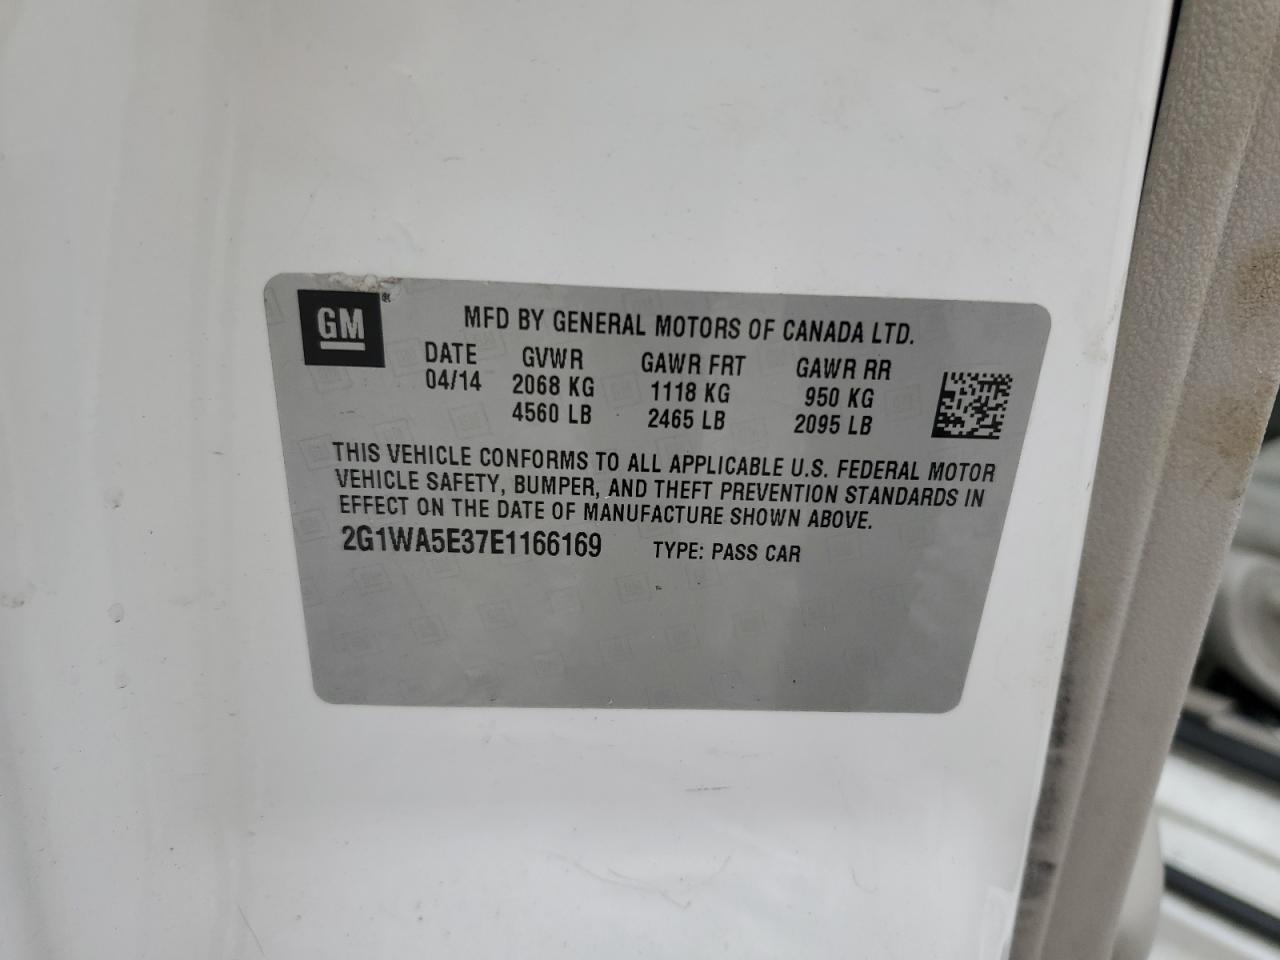 GM
MFD BY GENERAL MOTORS OF CANADA LTD.
DATE GVWR GAWR FRT GAWR RR
04/14 2068 KG 1118 KG 950 KG
4560 LB 2465 LB 2095 LB
THIS VEHICLE CONFORMS TO ALL APPLICABLE U.S. FEDERAL MOTOR
VEHICLE SAFETY, BUMPER, AND THEFT PREVENTION STANDARDS IN
EFFECT ON THE DATE OF MANUFACTURE SHOWN ABOVE.
2G1WA5E37E1166169 TYPE: PASS CAR